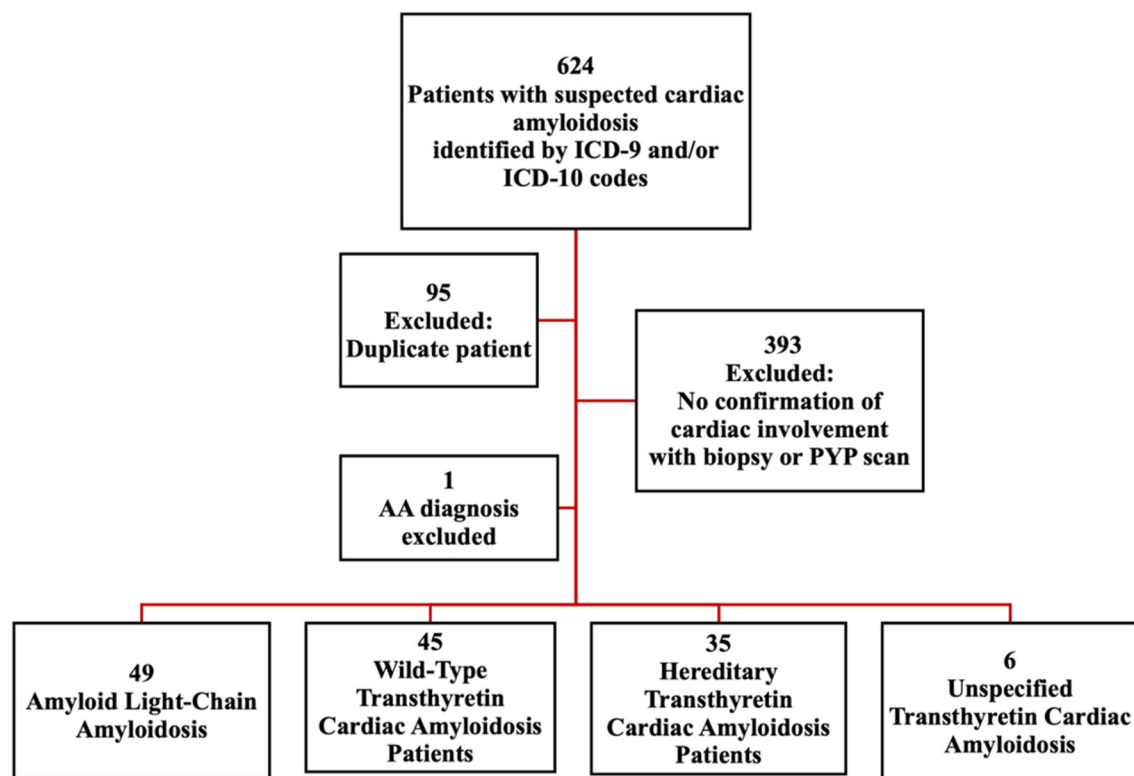 624
Patients with suspected cardiac
amyloidosis
identified by ICD-9 and/or
ICD-10 codes
95
Excluded:
Duplicate patient
393
Excluded:
No confirmation of
cardiac involvement
with biopsy or PYP scan
1
AA diagnosis
excluded
49
Amyloid Light-Chain
Amyloidosis
45
Wild-Type
Transthyretin
Cardiac Amyloidosis
Patients
35
Hereditary
Transthyretin
Cardiac Amyloidosis
Patients
6
Unspecified
Transthyretin Cardiac
Amyloidosis